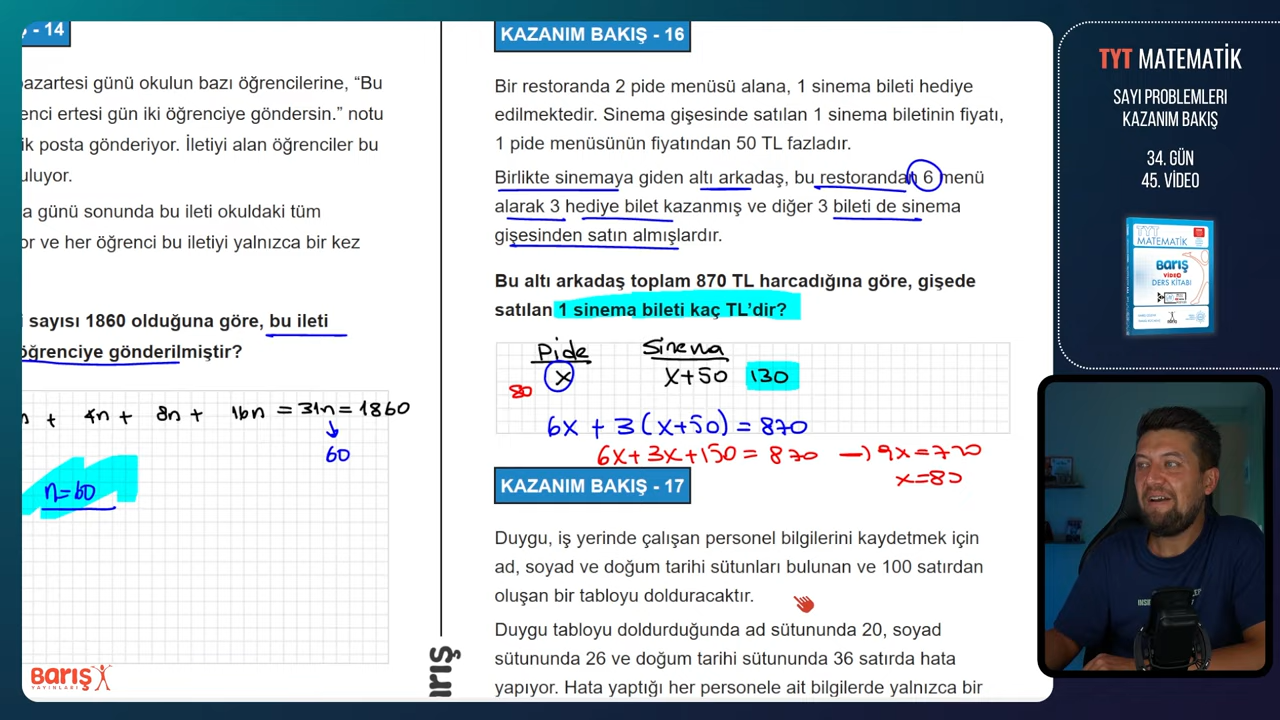 Ş - 14
pazartesi günü okulun bazı öğrencilerine, “Bu
enci ertesi gün iki öğrenciye göndersin.” notu
ik posta gönderiyor. İletiyi alan öğrenciler bu
uluyor.
a günü sonunda bu ileti okuldaki tüm
or ve her öğrenci bu iletiyi yalnızca bir kez
i sayısı 1860 olduğuna göre, bu ileti
öğrenciye gönderilmiştir?
+ 4n + 8n + 16n = 31n = 1860
60
n=60
BARIŞ
YAYINLARI
KAZANIM BAKIŞ - 16
Bir restoranda 2 pide menüsü alana, 1 sinema bileti hediye
edilmektedir. Sinema gişesinde satılan 1 sinema biletinin fiyatı,
1 pide menüsünün fiyatından 50 TL fazladır.
Birlikte sinemaya giden altı arkadaş, bu restorandan 6 menü
alarak 3 hediye bilet kazanmış ve diğer 3 bileti de sinema
gişesinden satın almışlardır.
Bu altı arkadaş toplam 870 TL harcadığına göre, gişede
satılan 1 sinema bileti kaç TL’dir?
Pide Sinema
x x+50 130
80
6x + 3(x+50) = 870
6x+3x+150 = 870 → 9x=720
x=80
KAZANIM BAKIŞ - 17
Duygu, iş yerinde çalışan personel bilgilerini kaydetmek için
ad, soyad ve doğum tarihi sütunları bulunan ve 100 satırdan
oluşan bir tabloyu dolduracaktır.
Duygu tabloyu doldurduğunda ad sütununda 20, soyad
sütununda 26 ve doğum tarihi sütununda 36 satırda hata
yapıyor. Hata yaptığı her personele ait bilgilerde yalnızca bir
arış
TYT MATEMATİK
SAYI PROBLEMLERI
KAZANIM BAKIŞ
34. GÜN
45. VİDEO
TYT
MATEMATİK
BARIŞ
VİDEO
DERS KİTABI